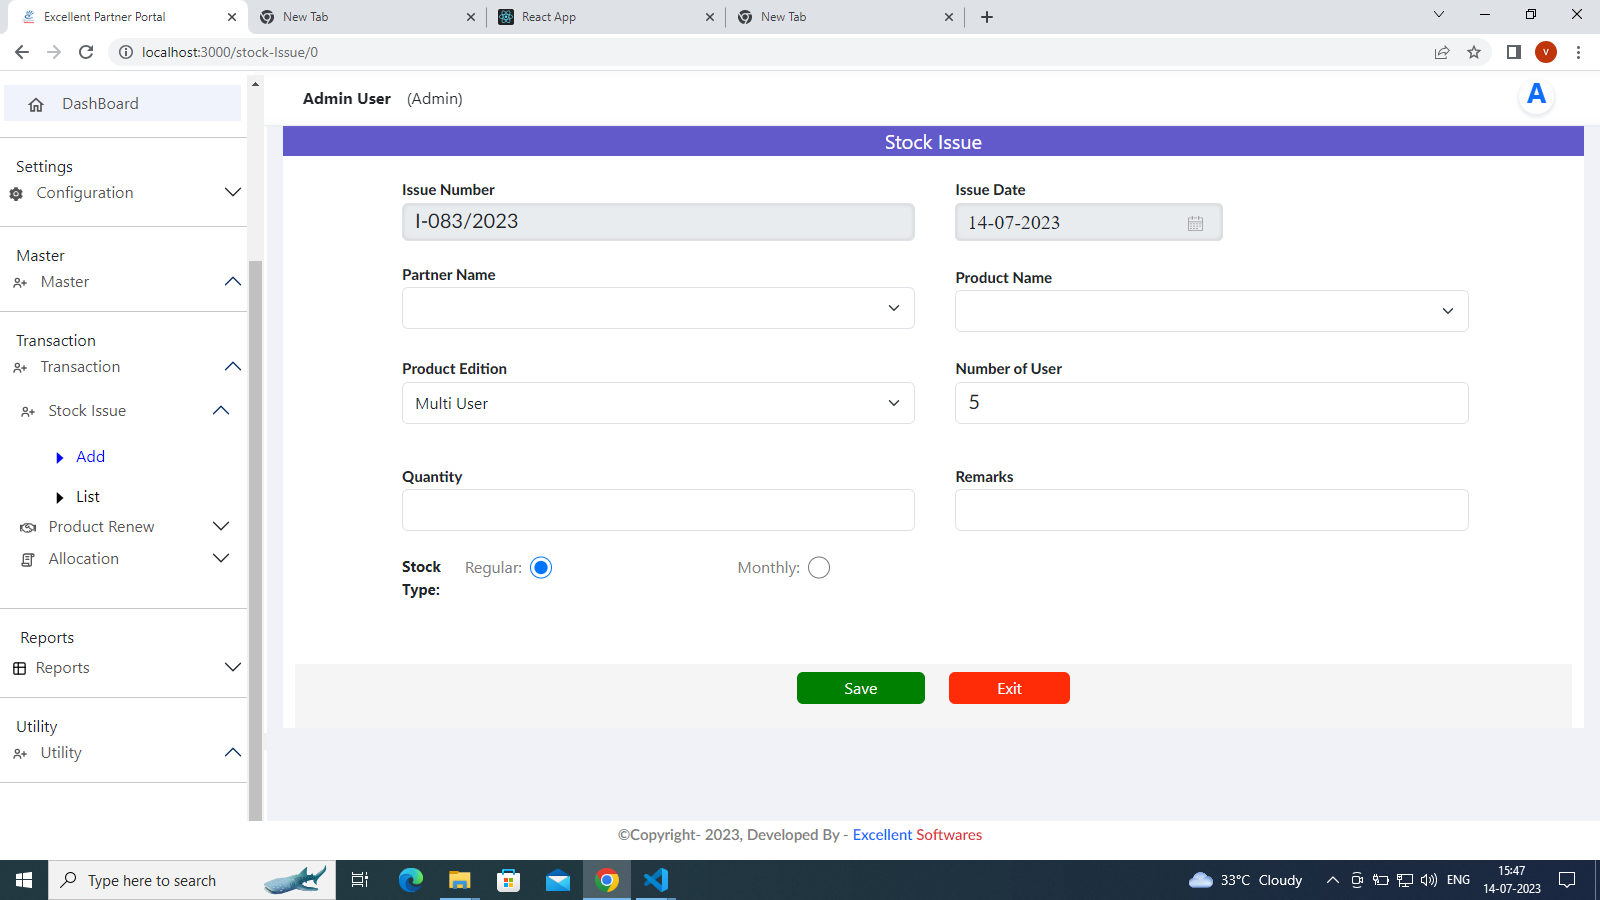 Excellent Partner Portal
New Tab
React App
New Tab
localhost:3000/stock-Issue/0
V
DashBoard
Admin User (Admin)
A
Settings
Configuration
Master
Master
Transaction
Transaction
Stock Issue
Add
List
Product Renew
Allocation
Reports
Reports
Utility
Utility
Stock Issue
Issue Number
I-083/2023
Issue Date
14-07-2023
Partner Name
Product Name
Product Edition
Multi User
Number of User
5
Quantity
Remarks
Stock Type:
Regular:
Monthly:
Save
Exit
©Copyright- 2023, Developed By - Excellent Softwares
Type here to search
33°C Cloudy
ENG
15:47
14-07-2023